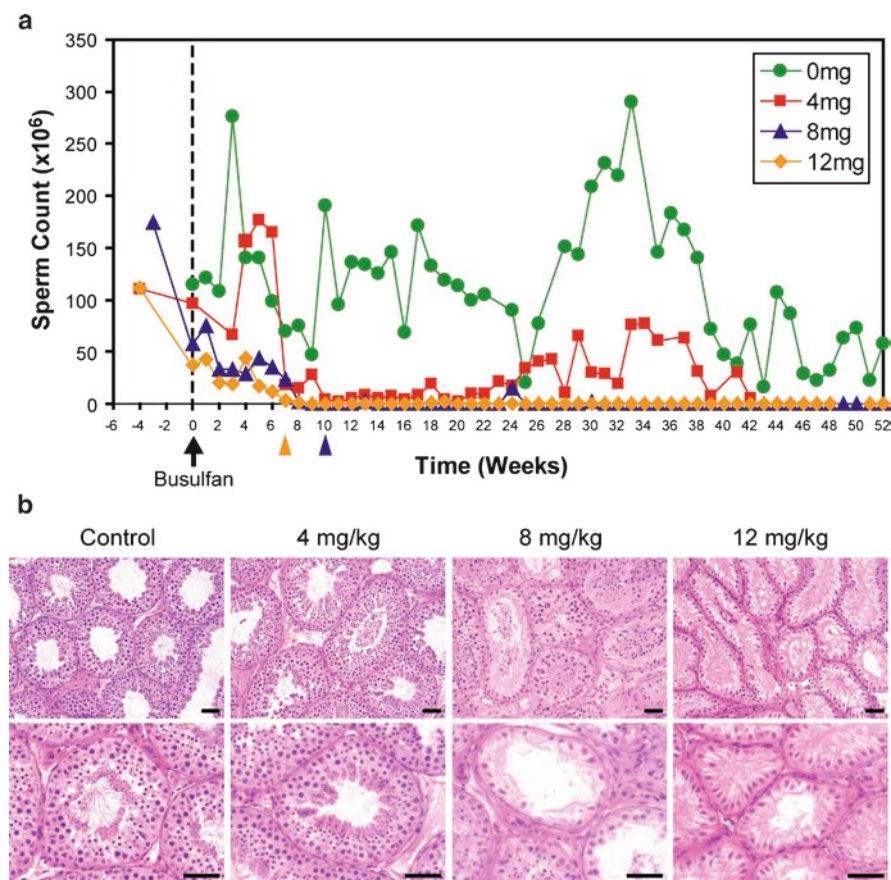 a
350
300
250
200
150
100
50
0
Sperm Count (x10⁶)
0mg
4mg
8mg
12mg
-6 -4 -2 0 2 4 6 8 10 12 14 16 18 20 22 24 26 28 30 32 34 36 38 40 42 44 46 48 50 52
Busulfan
Time (Weeks)
b
Control 4 mg/kg 8 mg/kg 12 mg/kg